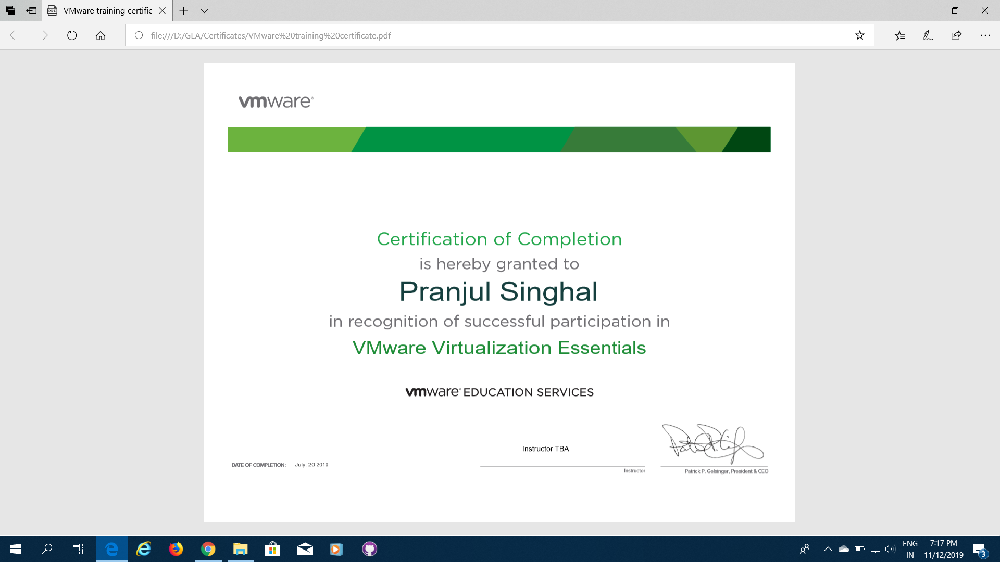 VMware training certific
file:///D:/GLA/Certificates/VMware%20training%20certificate.pdf
vmware®
Certification of Completion
is hereby granted to
Pranjul Singhal
in recognition of successful participation in
VMware Virtualization Essentials
vmware® EDUCATION SERVICES
Instructor TBA
DATE OF COMPLETION: July, 20 2019
Instructor
Patrick P. Gelsinger, President & CEO
ENG
IN
7:17 PM
11/12/2019
3